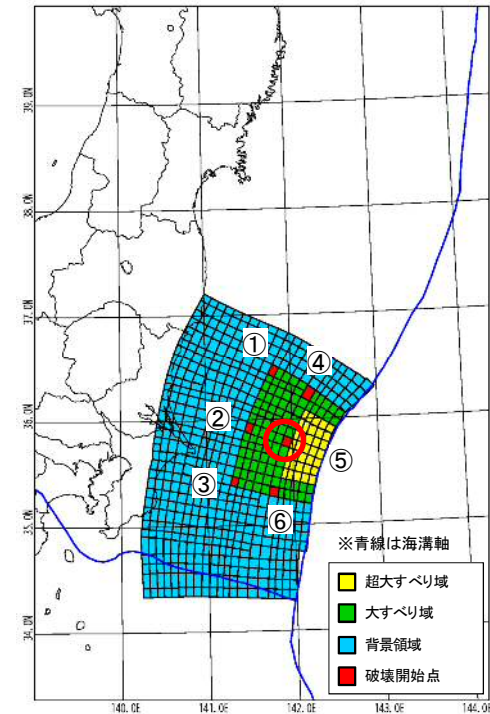 39.0N
38.0N
37.0N
36.0N
35.0N
34.0N
①
④
②
⑤
③
⑥
※青線は海溝軸
超大すべり域
大すべり域
背景領域
破壊開始点
140.0E
141.0E
142.0E
143.0E
144.0E